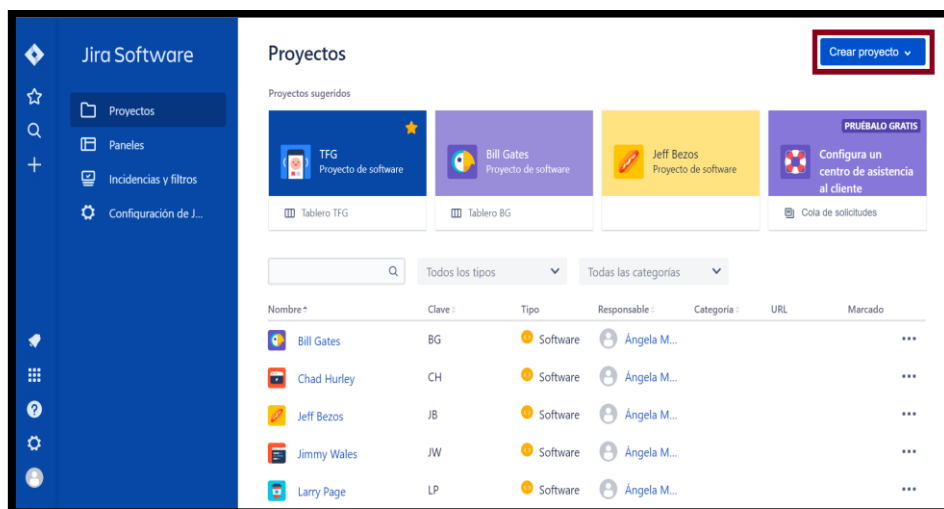 Jira Software
Proyectos
Paneles
Incidencias y filtros
Configuración de J...
Proyectos
Crear proyecto
Proyectos sugeridos
TFG
Proyecto de software
Tablero TFG
Bill Gates
Proyecto de software
Tablero BG
Jeff Bezos
Proyecto de software
PRUÉBALO GRATIS
Configura un
centro de asistencia
al cliente
Cola de solicitudes
Todos los tipos
Todas las categorías
Nombre Clave Tipo Responsable Categoría URL Marcado
Bill Gates BG Software Ángela M...
Chad Hurley CH Software Ángela M...
Jeff Bezos JB Software Ángela M...
Jimmy Wales JW Software Ángela M...
Larry Page LP Software Ángela M...